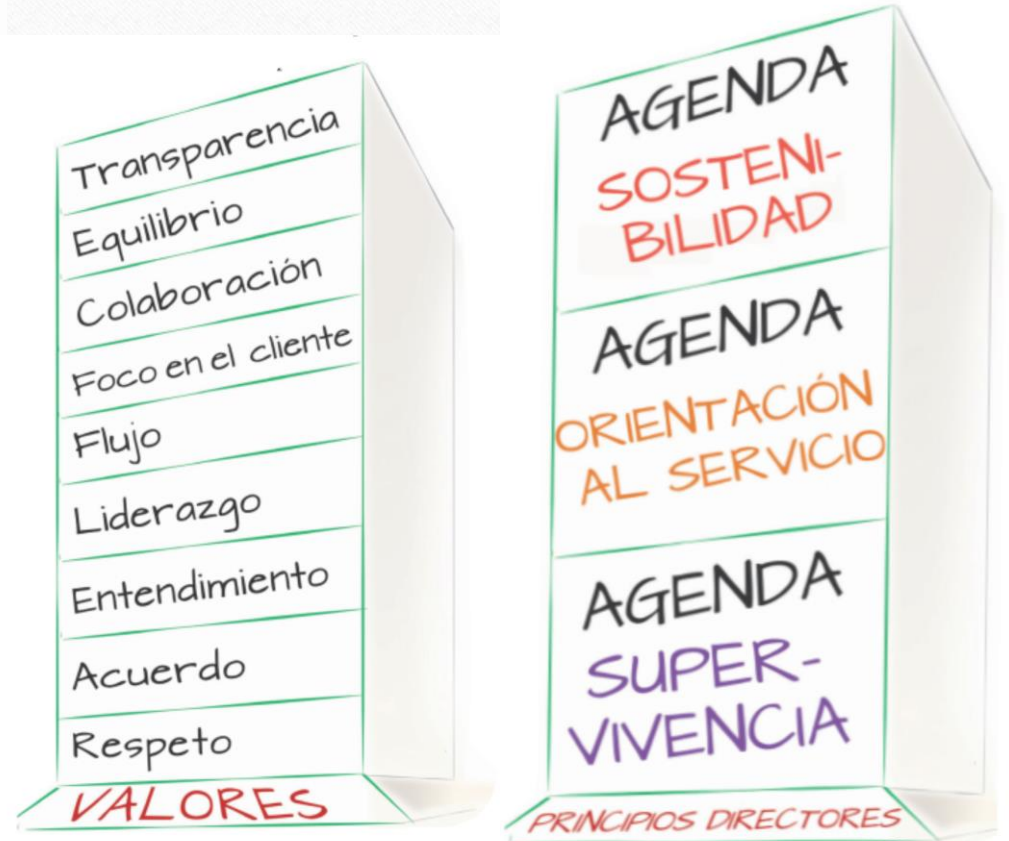 Transparencia
Equilibrio
Colaboración
Foco en el cliente
Flujo
Liderazgo
Entendimiento
Acuerdo
Respeto
VALORES
AGENDA
SOSTENI-
BILIDAD
AGENDA
ORIENTACIÓN
AL SERVICIO
AGENDA
SUPER-
VIVENCIA
PRINCIPIOS DIRECTORES